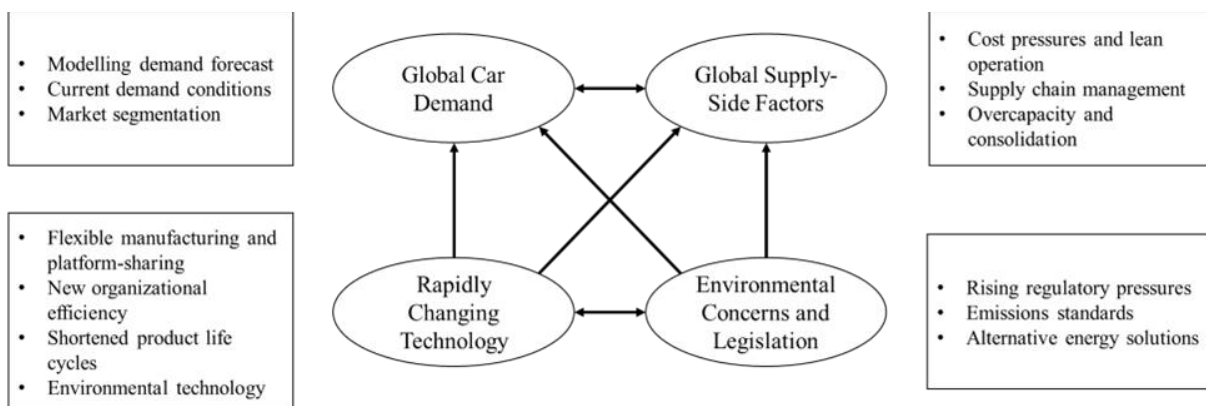 • Modelling demand forecast
• Current demand conditions
• Market segmentation
Global Car
Demand
Global Supply-
Side Factors
• Cost pressures and lean
operation
• Supply chain management
• Overcapacity and
consolidation
• Flexible manufacturing and
platform-sharing
• New organizational
efficiency
• Shortened product life
cycles
• Environmental technology
Rapidly
Changing
Technology
Environmental
Concerns and
Legislation
• Rising regulatory pressures
• Emissions standards
• Alternative energy solutions